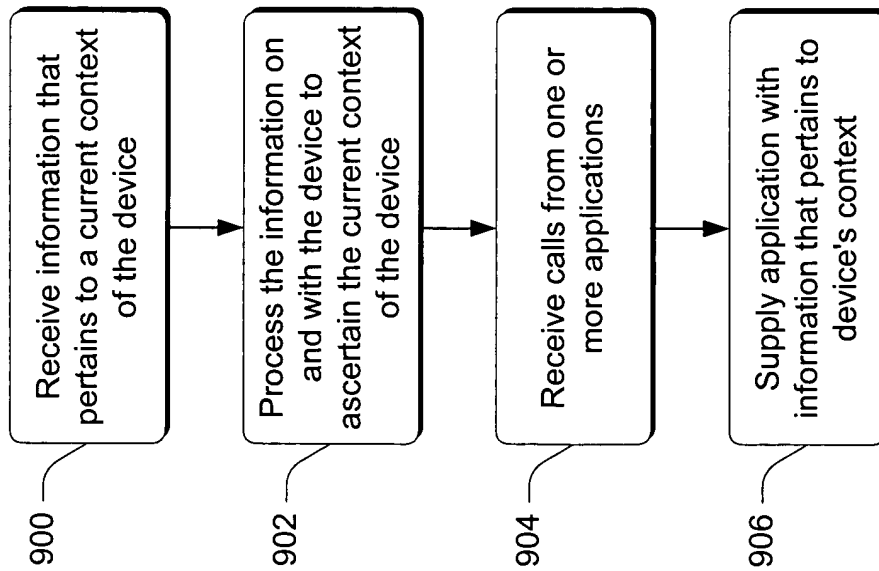 900
Receive information that
pertains to a current context
of the device
902
Process the information on
and with the device to
ascertain the current context
of the device
904
Receive calls from one or
more applications
906
Supply application with
information that pertains to
device's context